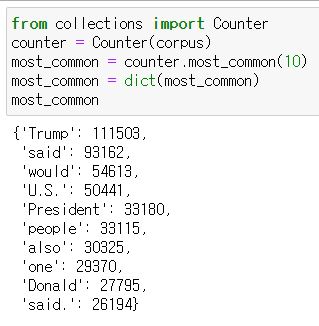 from collections import Counter
counter = Counter(corpus)
most_common = counter.most_common(10)
most_common = dict(most_common)
most_common
{'Trump': 111503,
'said': 93162,
'would': 54613,
'U.S.': 50441,
'President': 33180,
'people': 33115,
'also': 30325,
'one': 29370,
'Donald': 27795,
'said.': 26194}